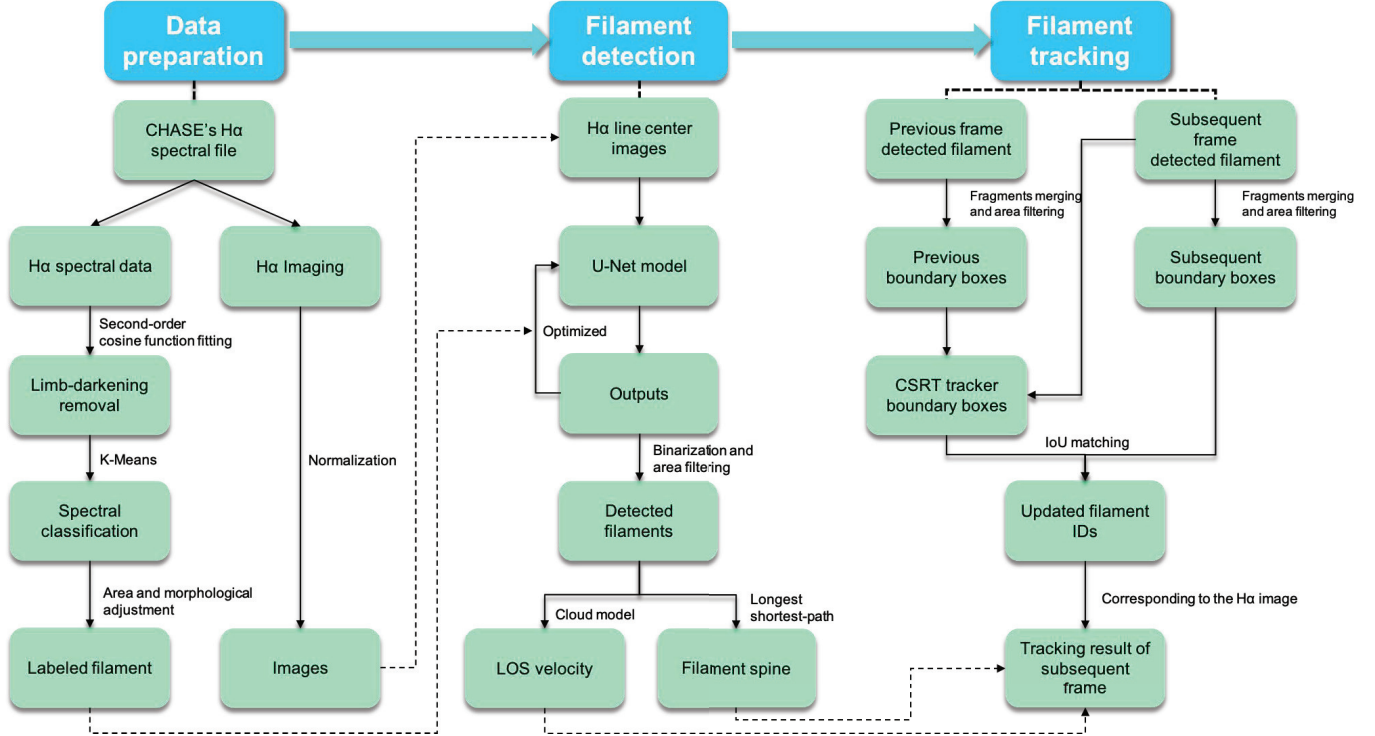 Data
preparation
Filament
detection
Filament
tracking
CHASE's Hα
spectral file
Hα spectral data
Hα Imaging
Second-order
cosine function fitting
Limb-darkening
removal
K-Means
Normalization
Spectral
classification
Area and morphological
adjustment
Labeled filament
Images
Hα line center
images
U-Net model
Optimized
Outputs
Binarization and
area filtering
Detected
filaments
Cloud model
Longest
shortest-path
LOS velocity
Filament spine
Previous frame
detected filament
Subsequent
frame
detected filament
Fragments merging
and area filtering
Fragments merging
and area filtering
Previous
boundary boxes
Subsequent
boundary boxes
CSRT tracker
boundary boxes
IoU matching
Updated filament
IDs
Corresponding to the Hα image
Tracking result of
subsequent
frame